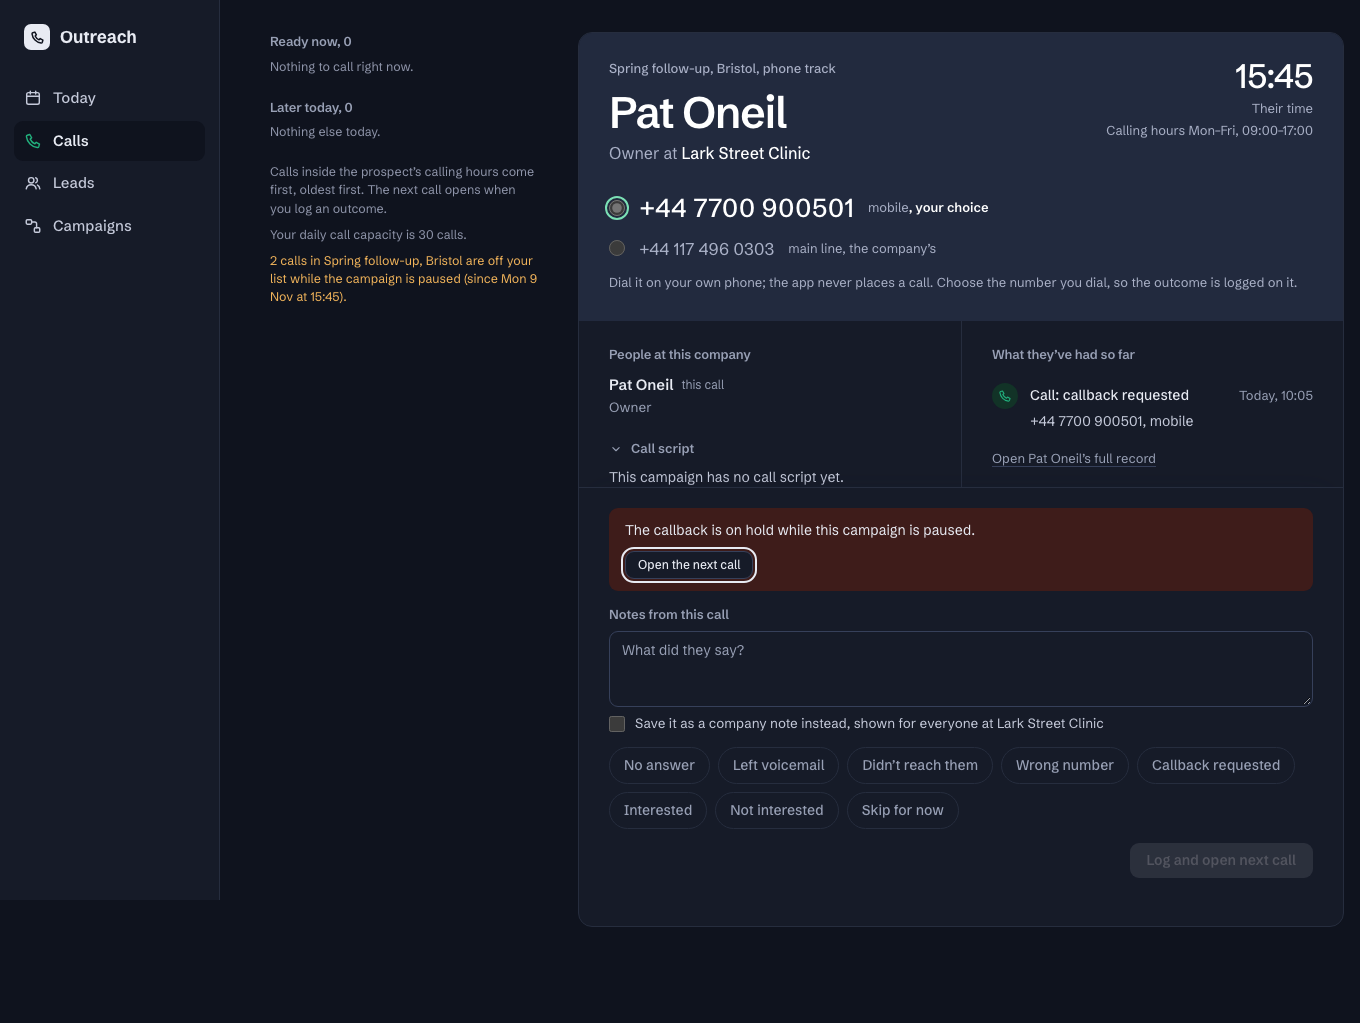 Outreach
Today
Calls
Leads
Campaigns
Ready now, 0
Nothing to call right now.
Later today, 0
Nothing else today.
Calls inside the prospect’s calling hours come
first, oldest first. The next call opens when
you log an outcome.
Your daily call capacity is 30 calls.
2 calls in Spring follow-up, Bristol are off your
list while the campaign is paused (since Mon 9
Nov at 15:45).
Spring follow-up, Bristol, phone track
Pat Oneil
Owner at Lark Street Clinic
15:45
Their time
Calling hours Mon–Fri, 09:00–17:00
+44 7700 900501 mobile, your choice
+44 117 496 0303 main line, the company’s
Dial it on your own phone; the app never places a call. Choose the number you dial, so the outcome is logged on it.
People at this company
Pat Oneil this call
Owner
Call script
This campaign has no call script yet.
What they’ve had so far
Call: callback requested Today, 10:05
+44 7700 900501, mobile
Open Pat Oneil’s full record
The callback is on hold while this campaign is paused.
Open the next call
Notes from this call
What did they say?
Save it as a company note instead, shown for everyone at Lark Street Clinic
No answer Left voicemail Didn’t reach them Wrong number Callback requested
Interested Not interested Skip for now
Log and open next call